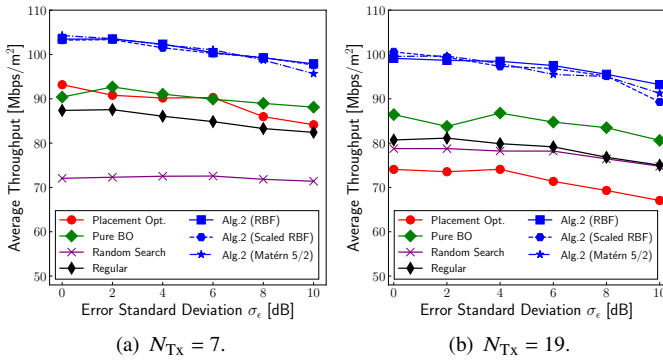 110
100
90
80
70
60
50
Average Throughput [Mbps/m²]
Placement Opt.
Pure BO
Random Search
Regular
Alg.2 (RBF)
Alg.2 (Scaled RBF)
Alg.2 (Matérn 5/2)
0 2 4 6 8 10
Error Standard Deviation σϵ [dB]
(a) NTx = 7.
110
100
90
80
70
60
50
Average Throughput [Mbps/m²]
Placement Opt.
Pure BO
Random Search
Regular
Alg.2 (RBF)
Alg.2 (Scaled RBF)
Alg.2 (Matérn 5/2)
0 2 4 6 8 10
Error Standard Deviation σϵ [dB]
(b) NTx = 19.